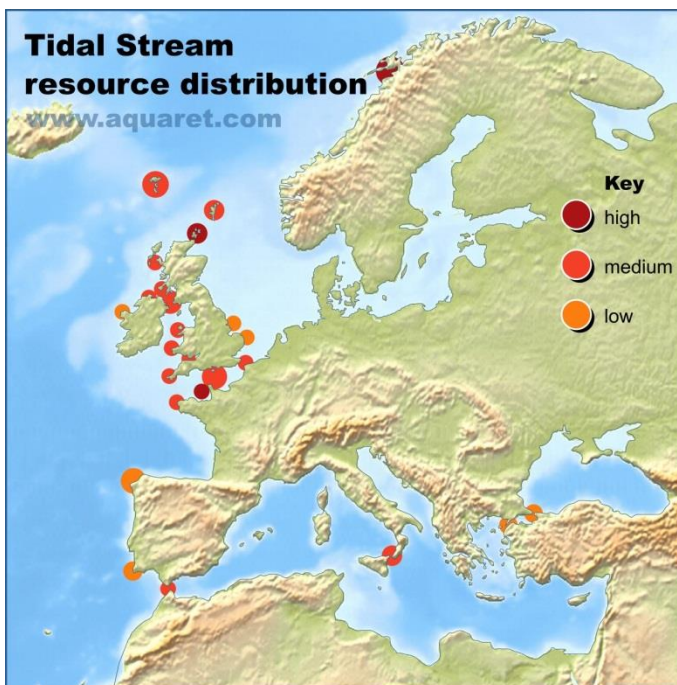 Tidal Stream
resource distribution
www.aquaret.com
Key
high
medium
low